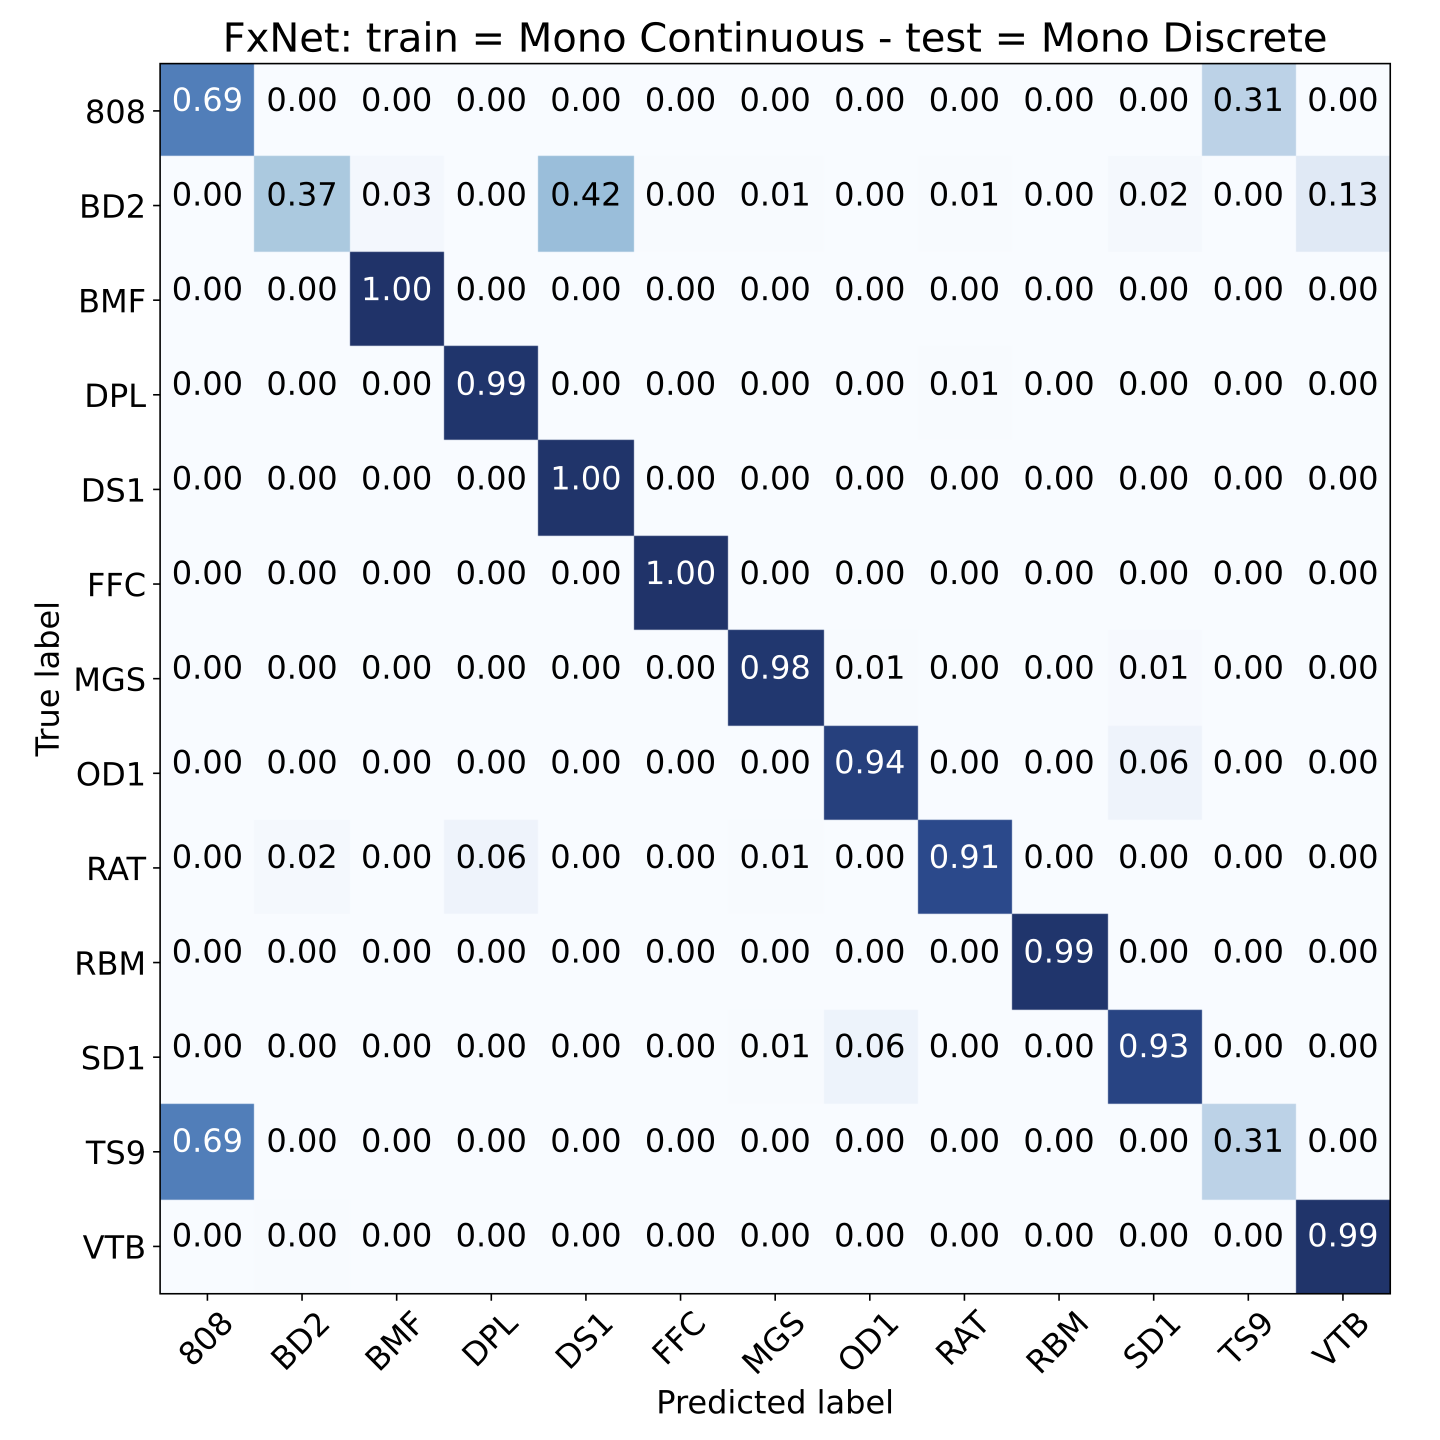 FxNet: train = Mono Continuous - test = Mono Discrete
808 0.69 0.00 0.00 0.00 0.00 0.00 0.00 0.00 0.00 0.00 0.00 0.31 0.00
BD2 0.00 0.37 0.03 0.00 0.42 0.00 0.01 0.00 0.01 0.00 0.02 0.00 0.13
BMF 0.00 0.00 1.00 0.00 0.00 0.00 0.00 0.00 0.00 0.00 0.00 0.00 0.00
DPL 0.00 0.00 0.00 0.99 0.00 0.00 0.00 0.00 0.01 0.00 0.00 0.00 0.00
DS1 0.00 0.00 0.00 0.00 1.00 0.00 0.00 0.00 0.00 0.00 0.00 0.00 0.00
FFC 0.00 0.00 0.00 0.00 0.00 1.00 0.00 0.00 0.00 0.00 0.00 0.00 0.00
MGS 0.00 0.00 0.00 0.00 0.00 0.00 0.98 0.01 0.00 0.00 0.01 0.00 0.00
OD1 0.00 0.00 0.00 0.00 0.00 0.00 0.00 0.94 0.00 0.00 0.06 0.00 0.00
RAT 0.00 0.02 0.00 0.06 0.00 0.00 0.01 0.00 0.91 0.00 0.00 0.00 0.00
RBM 0.00 0.00 0.00 0.00 0.00 0.00 0.00 0.00 0.00 0.99 0.00 0.00 0.00
SD1 0.00 0.00 0.00 0.00 0.00 0.00 0.01 0.06 0.00 0.00 0.93 0.00 0.00
TS9 0.69 0.00 0.00 0.00 0.00 0.00 0.00 0.00 0.00 0.00 0.00 0.31 0.00
VTB 0.00 0.00 0.00 0.00 0.00 0.00 0.00 0.00 0.00 0.00 0.00 0.00 0.99
True label
808 BD2 BMF DPL DS1 FFC MGS OD1 RAT RBM SD1 TS9 VTB
Predicted label